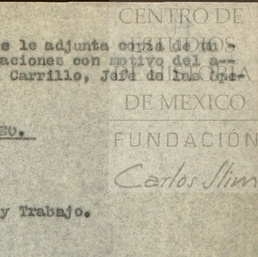 CENTRO DE
ESTUDIOS
e le adjunta copia de un -
aciones con motivo del a--
Carrillo, Jefe de las Ope-
DE MEXICO
EO.
FUNDACIÓN
Carlos Slim
y Trabajo.